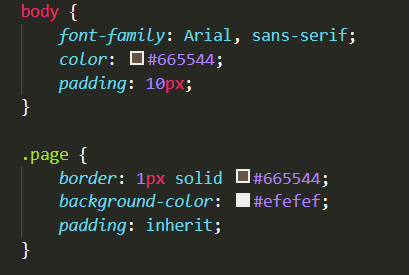 body {
    font-family: Arial, sans-serif;
    color: #665544;
    padding: 10px;
}

.page {
    border: 1px solid #665544;
    background-color: #efefef;
    padding: inherit;
}